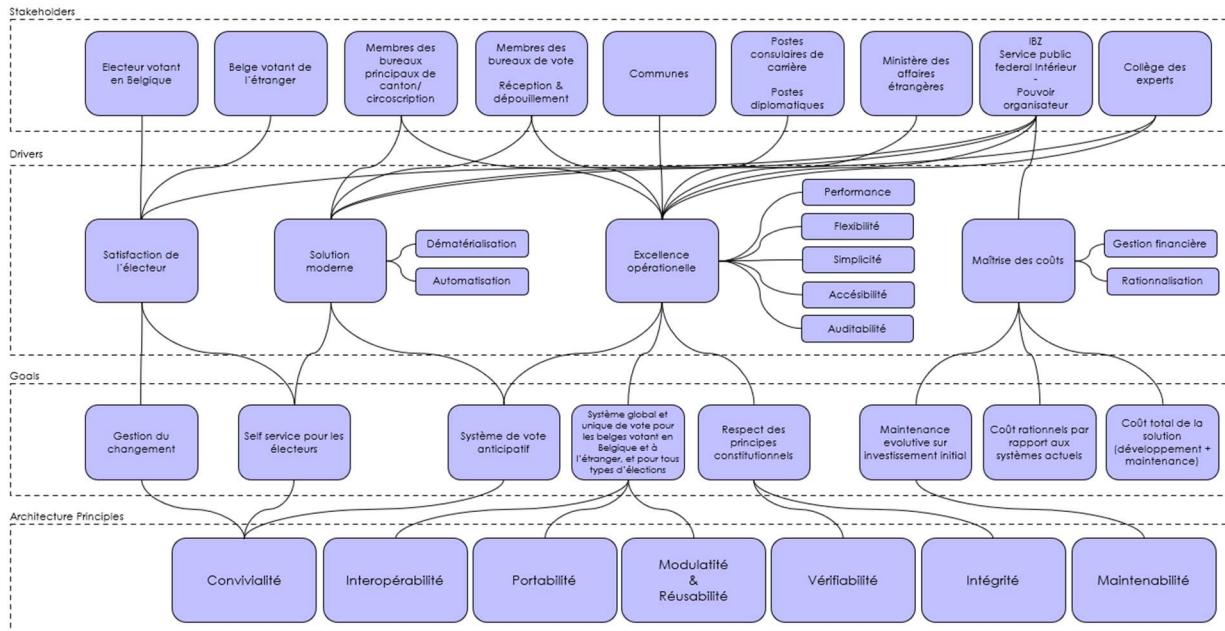 Stakeholders
Electeur votant
en Belgique
Belge votant de
l'étranger
Membres des
bureaux
principaux de
canton/
circoscription
Membres des
bureaux de vote
Réception &
dépouillement
Communes
Postes
consulaires de
carrière
Postes
diplomatiques
Ministère des
affaires
étrangères
IBZ
Service public
federal Intérieur
-
Pouvoir
organisateur
Collège des
experts
Drivers
Satisfaction de
l'électeur
Solution
moderne
Dématérialisation
Automatisation
Excellence
opérationelle
Performance
Flexibilité
Simplicité
Accésibilité
Auditabilité
Maîtrise des coûts
Gestion financière
Rationnalisation
Goals
Gestion du
changement
Self service pour les
électeurs
Système de vote
anticipatif
Système global et
unique de vote pour
les belges votant en
Belgique et à
l'étranger, et pour tous
types d'élections
Respect des
principes
constitutionnels
Maintenance
evolutive sur
investissement initial
Coût rationnels par
rapport aux
systèmes actuels
Coût total de la
solution
(développement +
maintenance)
Architecture Principles
Convivialité
Interopérabilité
Portabilité
Modulatité
&
Réusabilité
Vérifiabilité
Intégrité
Maintenabilité